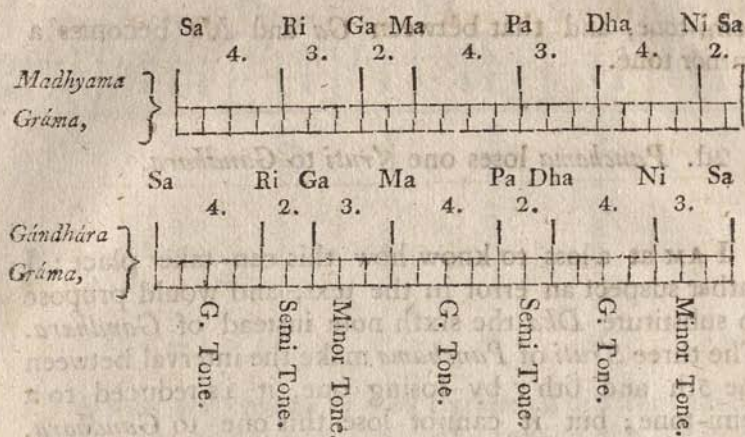 Sa Ri Ga Ma Pa Dha Ni Sa
4. 3. 2. 4. 3. 4. 2.
Madhyama
Gráma,
Sa Ri Ga Ma Pa Dha Ni Sa
4. 2. 3. 4. 2. 4. 3.
Gándhára
Gráma,
G. Tone.
Semi Tone.
Minor Tone.
G. Tone.
Semi Tone.
G. Tone.
Minor Tone.